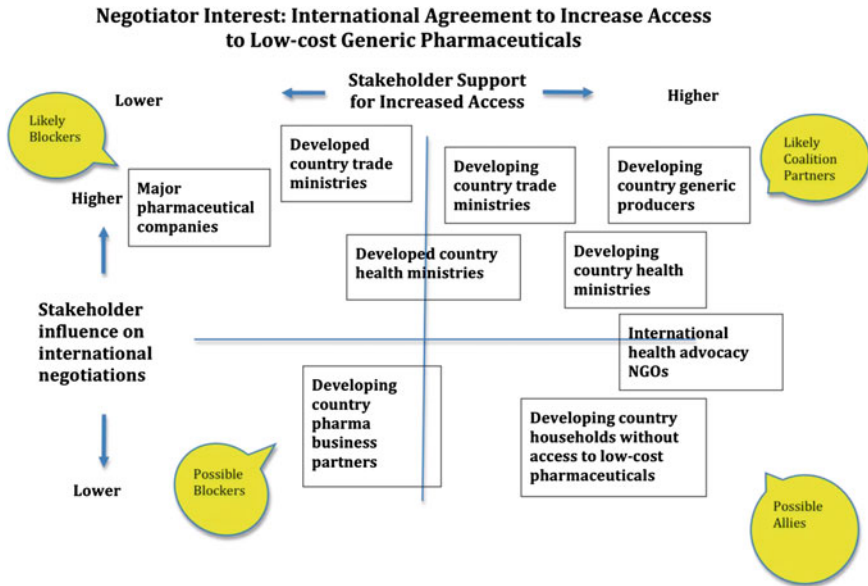 Negotiator Interest: International Agreement to Increase Access
to Low-cost Generic Pharmaceuticals
Stakeholder Support
for Increased Access
Lower
Higher
Likely
Blockers
Likely
Coalition
Partners
Developed
country trade
ministries
Developing
country trade
ministries
Developing
country generic
producers
Higher
Major
pharmaceutical
companies
Developed country
health ministries
Developing
country health
ministries
Stakeholder
influence on
international
negotiations
International
health advocacy
NGOs
Developing
country
pharma
business
partners
Developing country
households without
access to low-cost
pharmaceuticals
Possible
Blockers
Lower
Possible
Allies